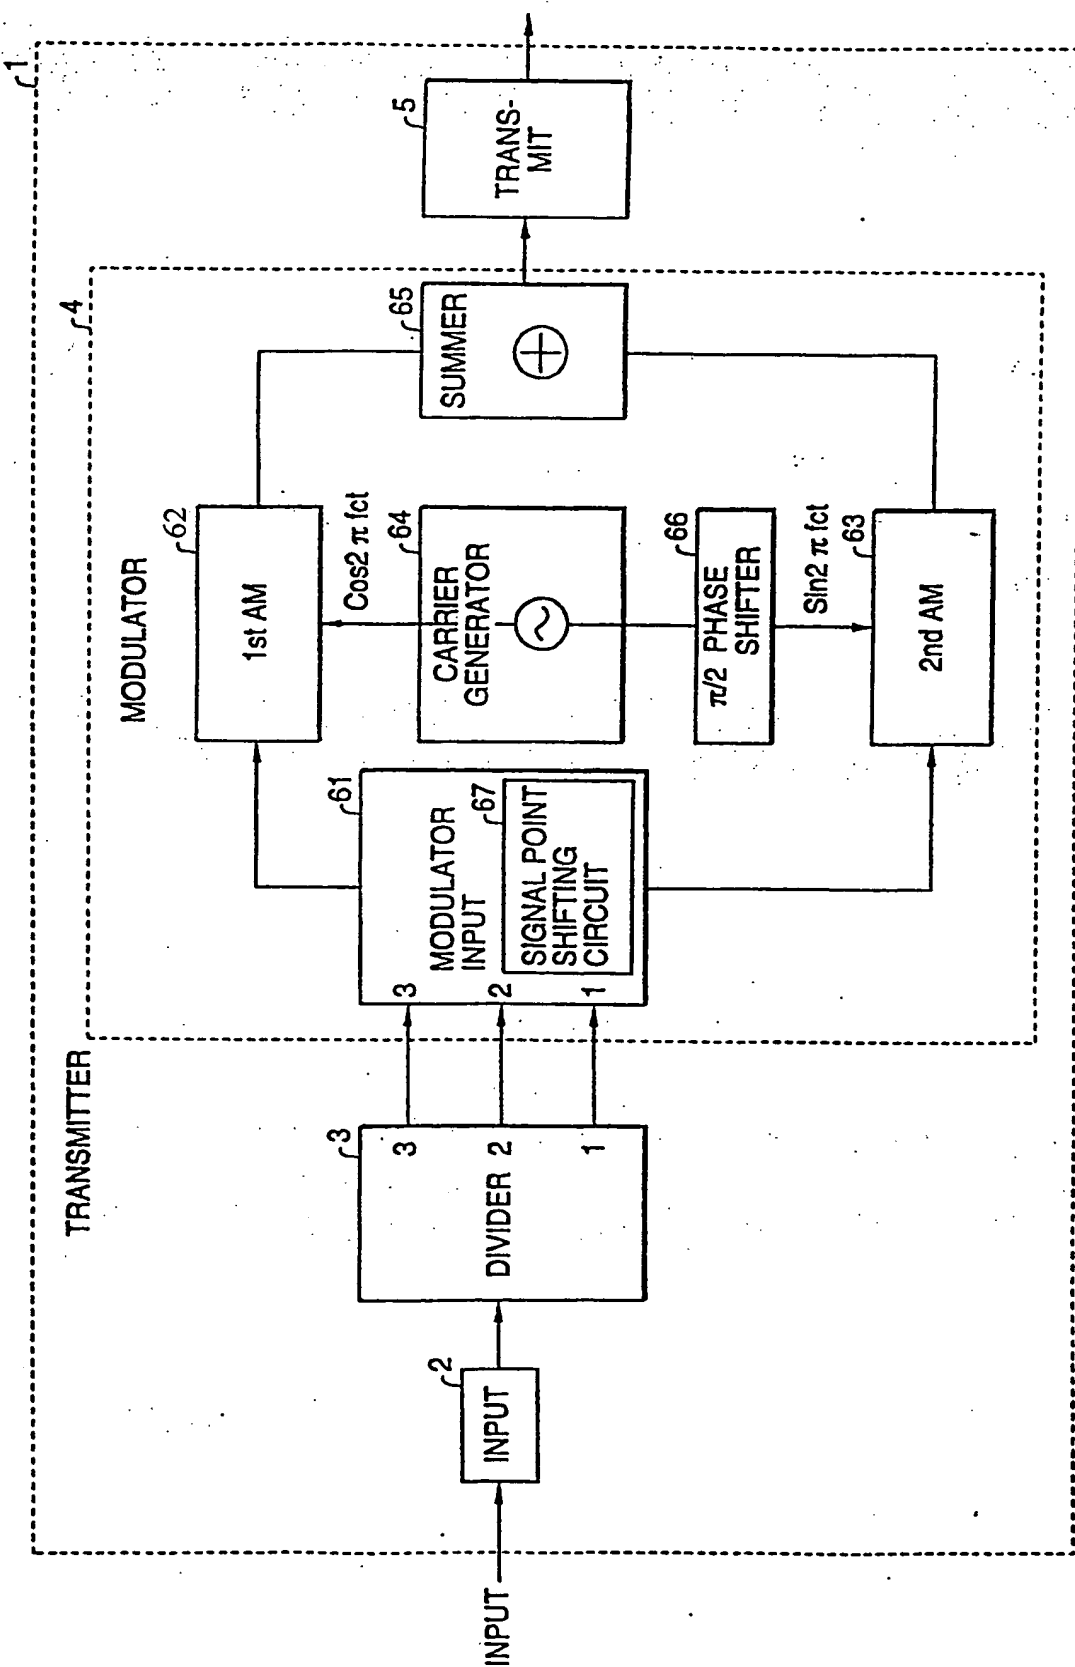 1
TRANSMITTER
4
MODULATOR
INPUT
2
INPUT
3
DIVIDER
3
2
1
61
MODULATOR
INPUT
3
2
1
67
SIGNAL POINT
SHIFTING
CIRCUIT
62
1st AM
Cos2 π fct
64
CARRIER
GENERATOR
66
π/2 PHASE
SHIFTER
Sin2 π fct
63
2nd AM
65
SUMMER
5
TRANS-
MIT